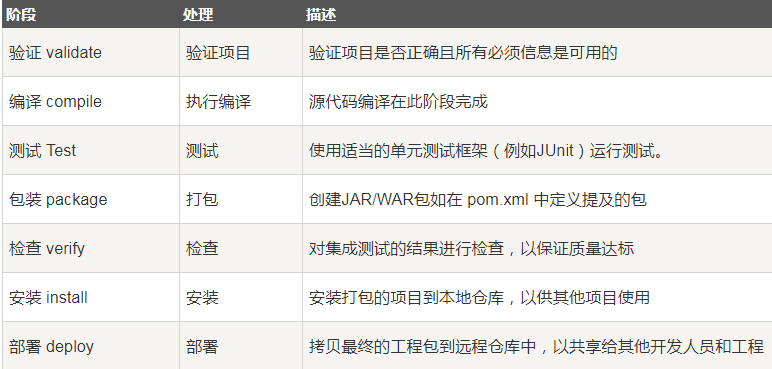 阶段 处理 描述
验证 validate 验证项目 验证项目是否正确且所有必须信息是可用的
编译 compile 执行编译 源代码编译在此阶段完成
测试 Test 测试 使用适当的单元测试框架（例如JUnit）运行测试。
包装 package 打包 创建JAR/WAR包如在 pom.xml 中定义提及的包
检查 verify 检查 对集成测试的结果进行检查，以保证质量达标
安装 install 安装 安装打包的项目到本地仓库，以供其他项目使用
部署 deploy 部署 拷贝最终的工程包到远程仓库中，以共享给其他开发人员和工程